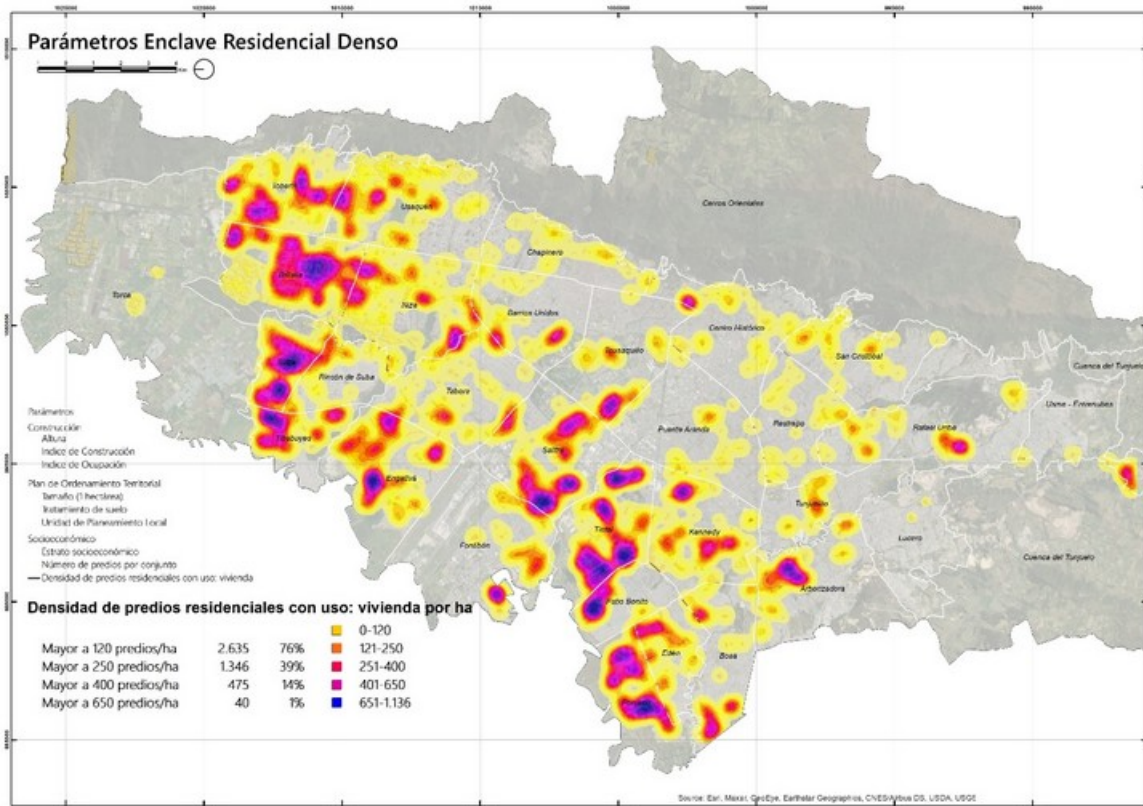 Parámetros Enclave Residencial Denso
Toberín
Usaquén
Cerros Orientales
Chapinero
Britalia
Torca
Niza
Barrios Unidos
Centro Histórico
Teusaquillo
San Cristóbal
Cuenca del Tunjuelo
Rincón de Suba
Tabora
Usme - Entrenubes
Parámetros
Construcción
Altura
Indice de Construcción
Indice de Ocupación
Puente Aranda
Restrepo
Rafael Uribe
Tibabuyes
Salitre
Plan de Ordenamiento Territorial
Tamaño (1 hectárea)
Tratamiento de suelo
Unidad de Planeamiento Local
Engativá
Tunjuelito
Socioeconómico
Estrato socioeconómico
Número de predios por conjunto
Densidad de predios residenciales con uso: vivienda
Tintal
Kennedy
Lucero
Fontibón
Cuenca del Tunjuelo
Arborizadora
Patio Bonito
Densidad de predios residenciales con uso: vivienda por ha
0-120
Mayor a 120 predios/ha 2.635 76% 121-250
Mayor a 250 predios/ha 1.346 39% 251-400
Mayor a 400 predios/ha 475 14% 401-650
Mayor a 650 predios/ha 40 1% 651-1.136
Edén
Bosa
Source: Esri, Maxar, GeoEye, Earthstar Geographics, CNES/Airbus DS, USDA, USGS